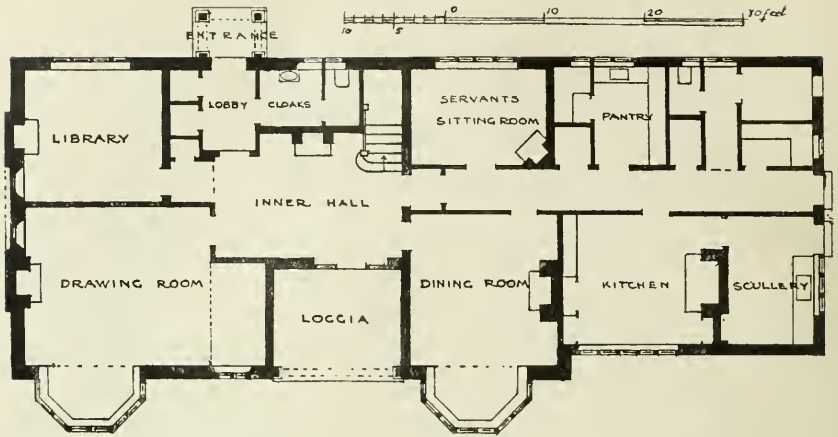 ENTRANCE
10 5 0 10 20 30 feet
LIBRARY
LOBBY
CLOAKS
SERVANTS
SITTING ROOM
PANTRY
INNER HALL
DRAWING ROOM
LOGGIA
DINING ROOM
KITCHEN
SCULLERY